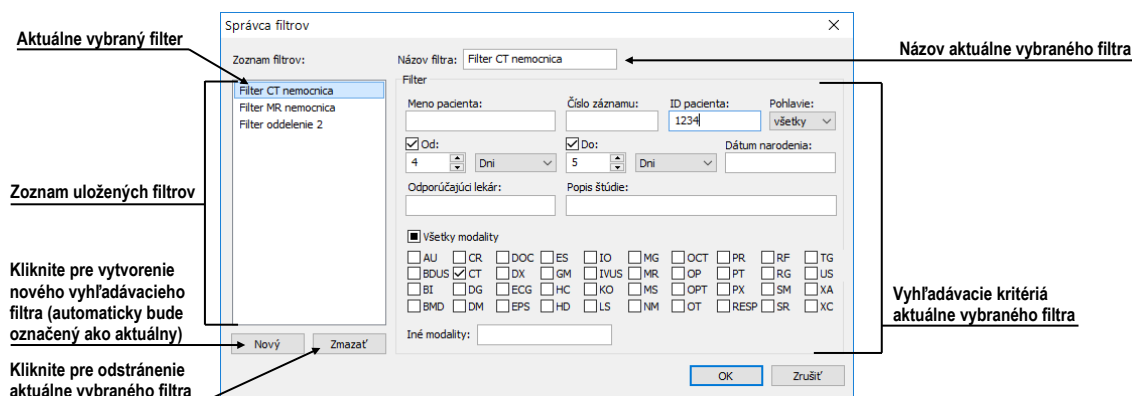 Správca filtrov
Aktuálne vybraný filter
Názov aktuálne vybraného filtra
Zoznam filtrov:
Názov filtra: Filter CT nemocnica
Filter CT nemocnica
Filter MR nemocnica
Filter oddelenie 2
Filter
Meno pacienta: Číslo záznamu: ID pacienta: Pohlavie:
1234 všetky
Od: Do: Dátum narodenia:
4 Dni 5 Dni
Odporúčajúci lekár: Popis štúdie:
Zoznam uložených filtrov
Všetky modality
AU CR DOC ES IO MG OCT PR RF TG
BDUS CT DX GM IVUS MR OP PT RG US
BI DG ECG HC KO MS OPT PX SM XA
BMD DM EPS HD LS NM OT RESP SR XC
Iné modality:
Kliknite pre vytvorenie
nového vyhľadávacieho
filtra (automaticky bude
označený ako aktuálny)
Vyhľadávacie kritériá
aktuálne vybraného filtra
Nový Zmazať
Kliknite pre odstránenie
aktuálne vybraného filtra
OK Zrušiť